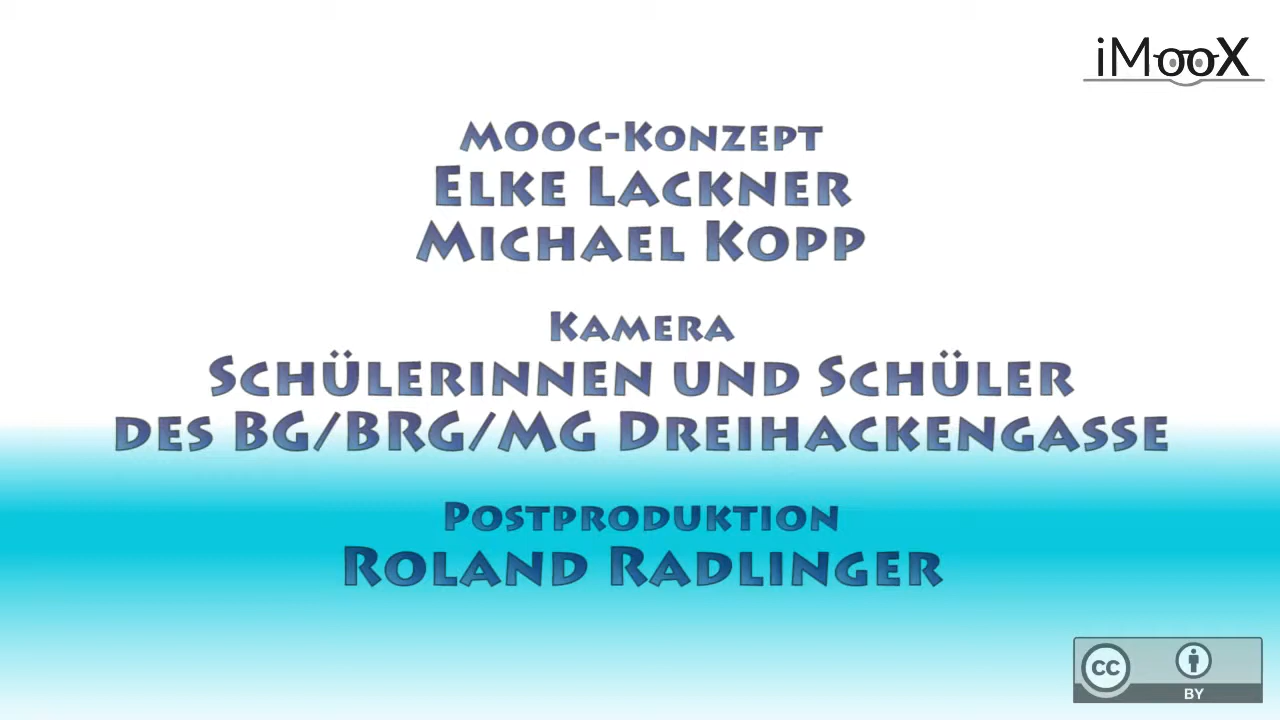 iMooX
MOOC-Konzept
Elke Lackner
Michael Kopp
Kamera
Schülerinnen und Schüler
des BG/BRG/MG Dreihackengasse
Postproduktion
Roland Radlinger
cc
BY